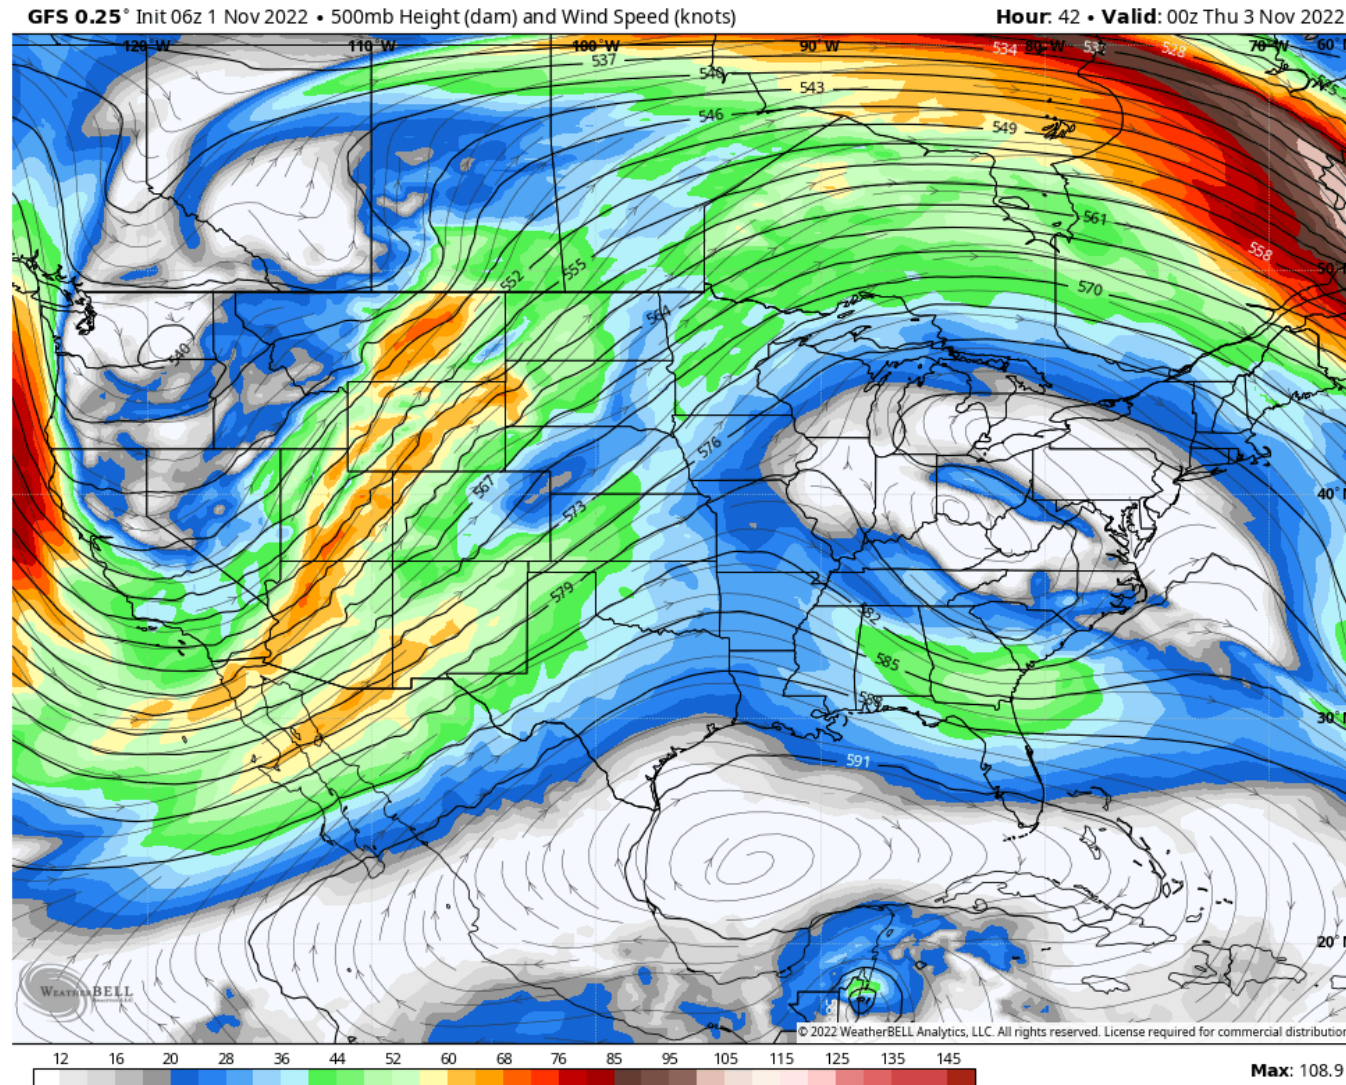 GFS 0.25° Init 06z 1 Nov 2022 • 500mb Height (dam) and Wind Speed (knots)
Hour: 42 • Valid: 00z Thu 3 Nov 2022
120°W 110°W 100°W 90°W 80°W 70°W 60°N
534 528
537
540
543
546
549
561
558
50°N
552 555
570
564
540
576
567
40°N
573
579
582
585
588
30°N
591
20°N
WEATHERBELL
© 2022 WeatherBELL Analytics, LLC. All rights reserved. License required for commercial distribution
12 16 20 28 36 44 52 60 68 76 85 95 105 115 125 135 145
Max: 108.9